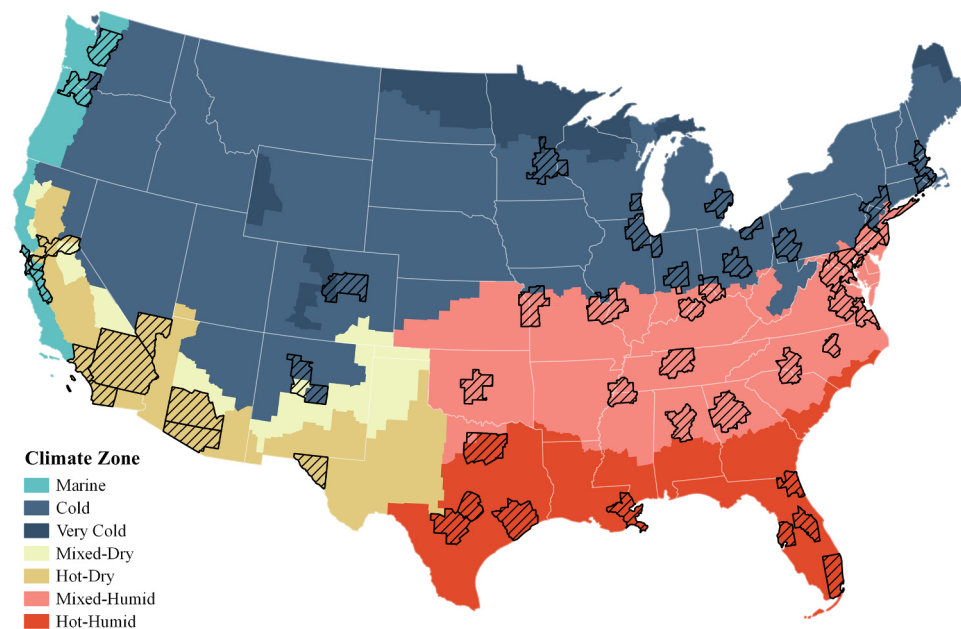 Climate Zone
Marine
Cold
Very Cold
Mixed-Dry
Hot-Dry
Mixed-Humid
Hot-Humid